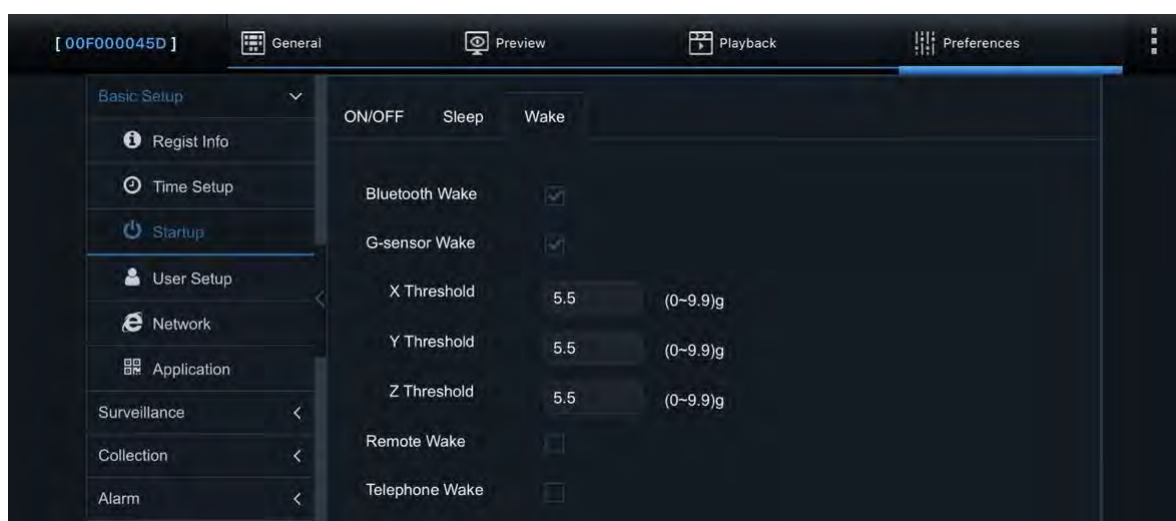 [ 00F000045D ] General Preview Playback Preferences
Basic Setup
Regist Info
Time Setup
Startup
User Setup
Network
Application
Surveillance
Collection
Alarm
ON/OFF Sleep Wake
Bluetooth Wake
G-sensor Wake
X Threshold 5.5 (0~9.9)g
Y Threshold 5.5 (0~9.9)g
Z Threshold 5.5 (0~9.9)g
Remote Wake
Telephone Wake